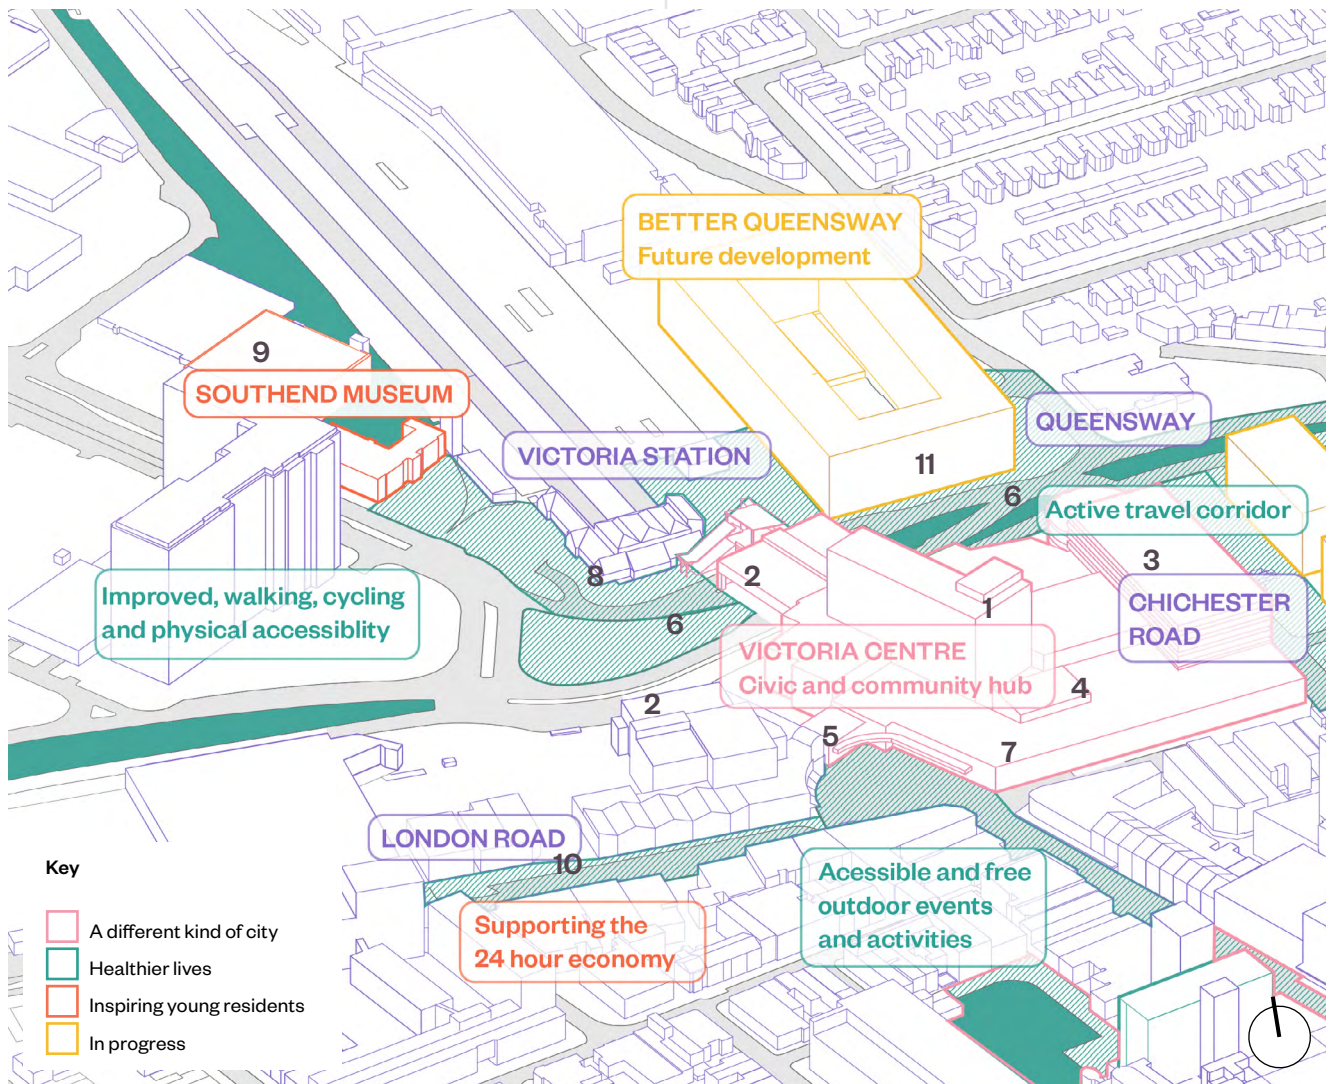 BETTER QUEENSWAY
Future development
9
SOUTHEND MUSEUM
QUEENSWAY
VICTORIA STATION
11
6
Active travel corridor
3
8
2
1
Improved, walking, cycling
and physical accessiblity
CHICHESTER
ROAD
6
VICTORIA CENTRE
Civic and community hub
4
2
5
7
LONDON ROAD
10
Acessible and free
outdoor events
and activities
Supporting the
24 hour economy
Key
A different kind of city
Healthier lives
Inspiring young residents
In progress